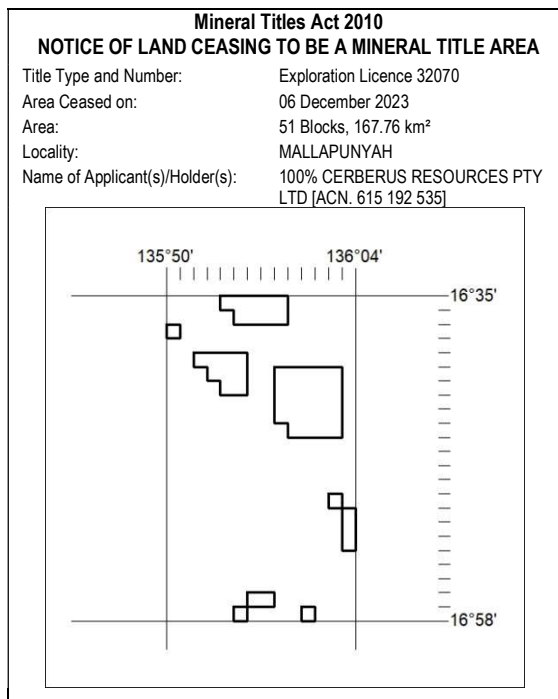 Mineral Titles Act 2010
NOTICE OF LAND CEASING TO BE A MINERAL TITLE AREA
Title Type and Number: Exploration Licence 32070
Area Ceased on: 06 December 2023
Area: 51 Blocks, 167.76 km²
Locality: MALLAPUNYAH
Name of Applicant(s)/Holder(s): 100% CERBERUS RESOURCES PTY
LTD [ACN. 615 192 535]
135°50' 136°04'
16°35'
16°58'